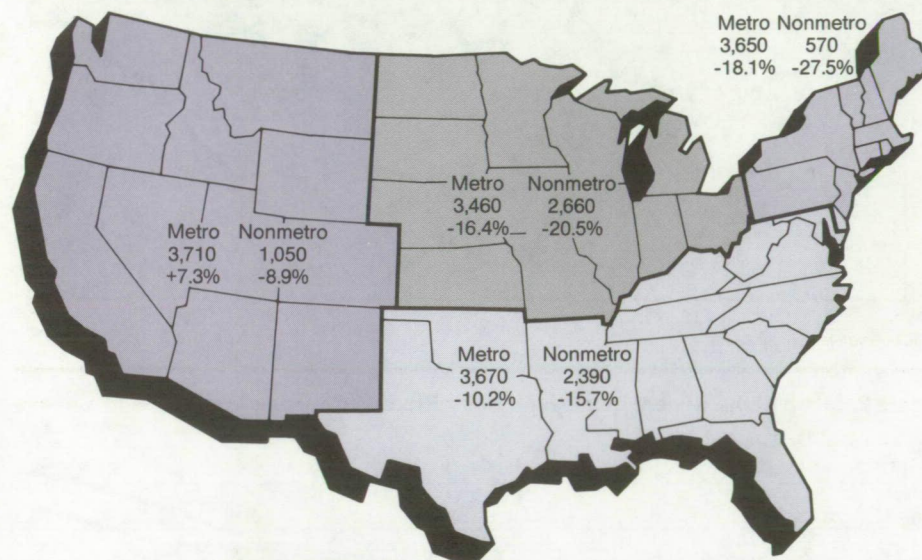 Metro Nonmetro
3,650 570
-18.1% -27.5%
Metro Nonmetro
3,460 2,660
-16.4% -20.5%
Metro Nonmetro
3,710 1,050
+7.3% -8.9%
Metro Nonmetro
3,670 2,390
-10.2% -15.7%